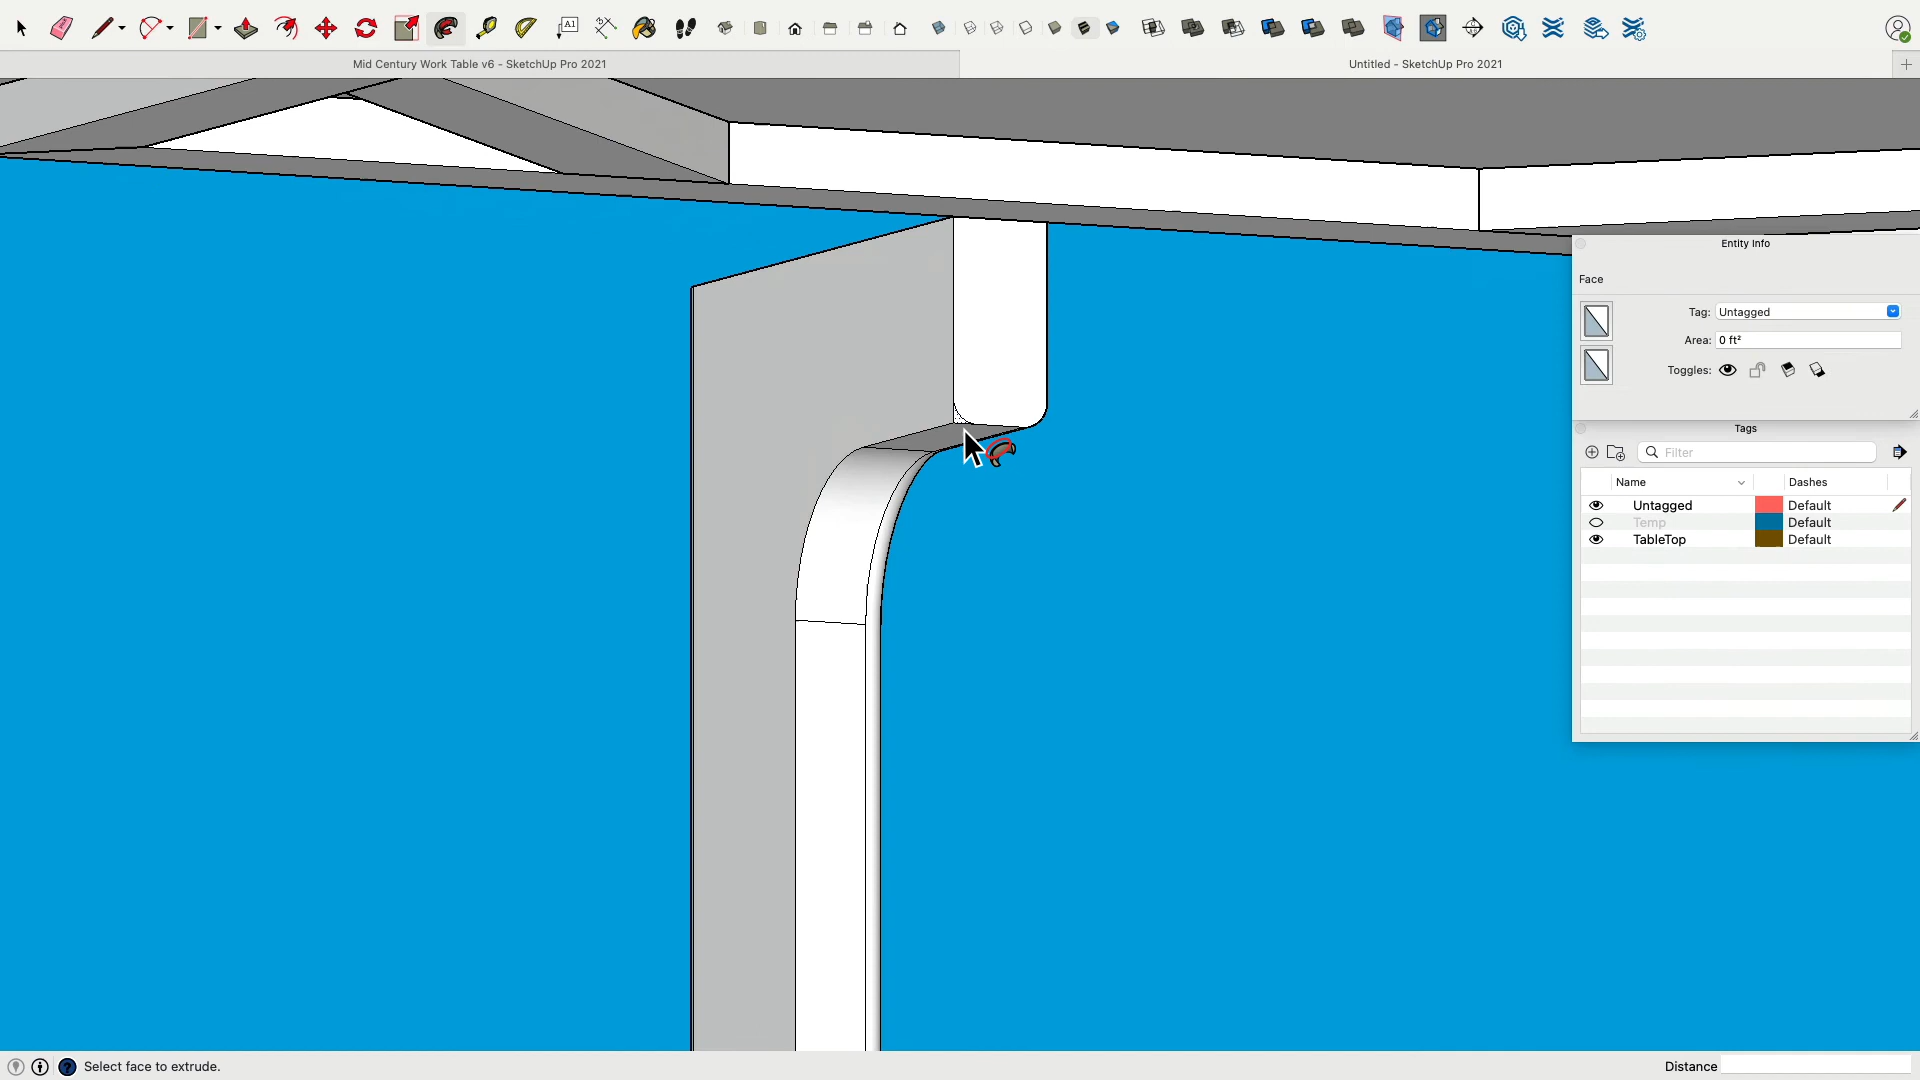 A1
Mid Century Work Table v6 - SketchUp Pro 2021
Untitled - SketchUp Pro 2021
Entity Info
Face
Tag: Untagged
Area: 0 ft²
Toggles:
Tags
Filter
Name Dashes
Untagged Default
Temp Default
TableTop Default
Select face to extrude.
Distance